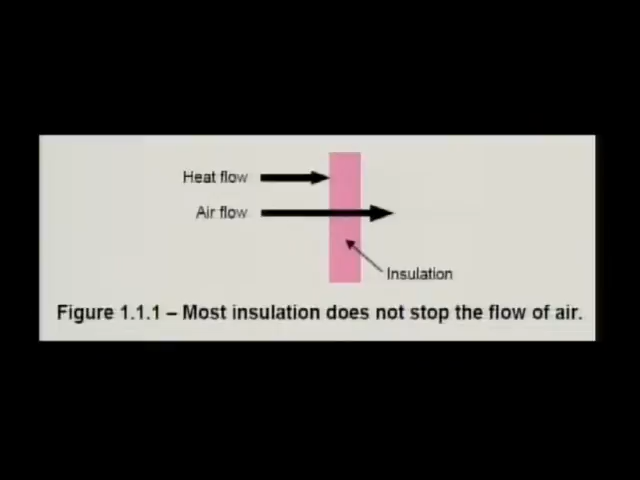 Heat flow
Air flow
Insulation
Figure 1.1.1 – Most insulation does not stop the flow of air.